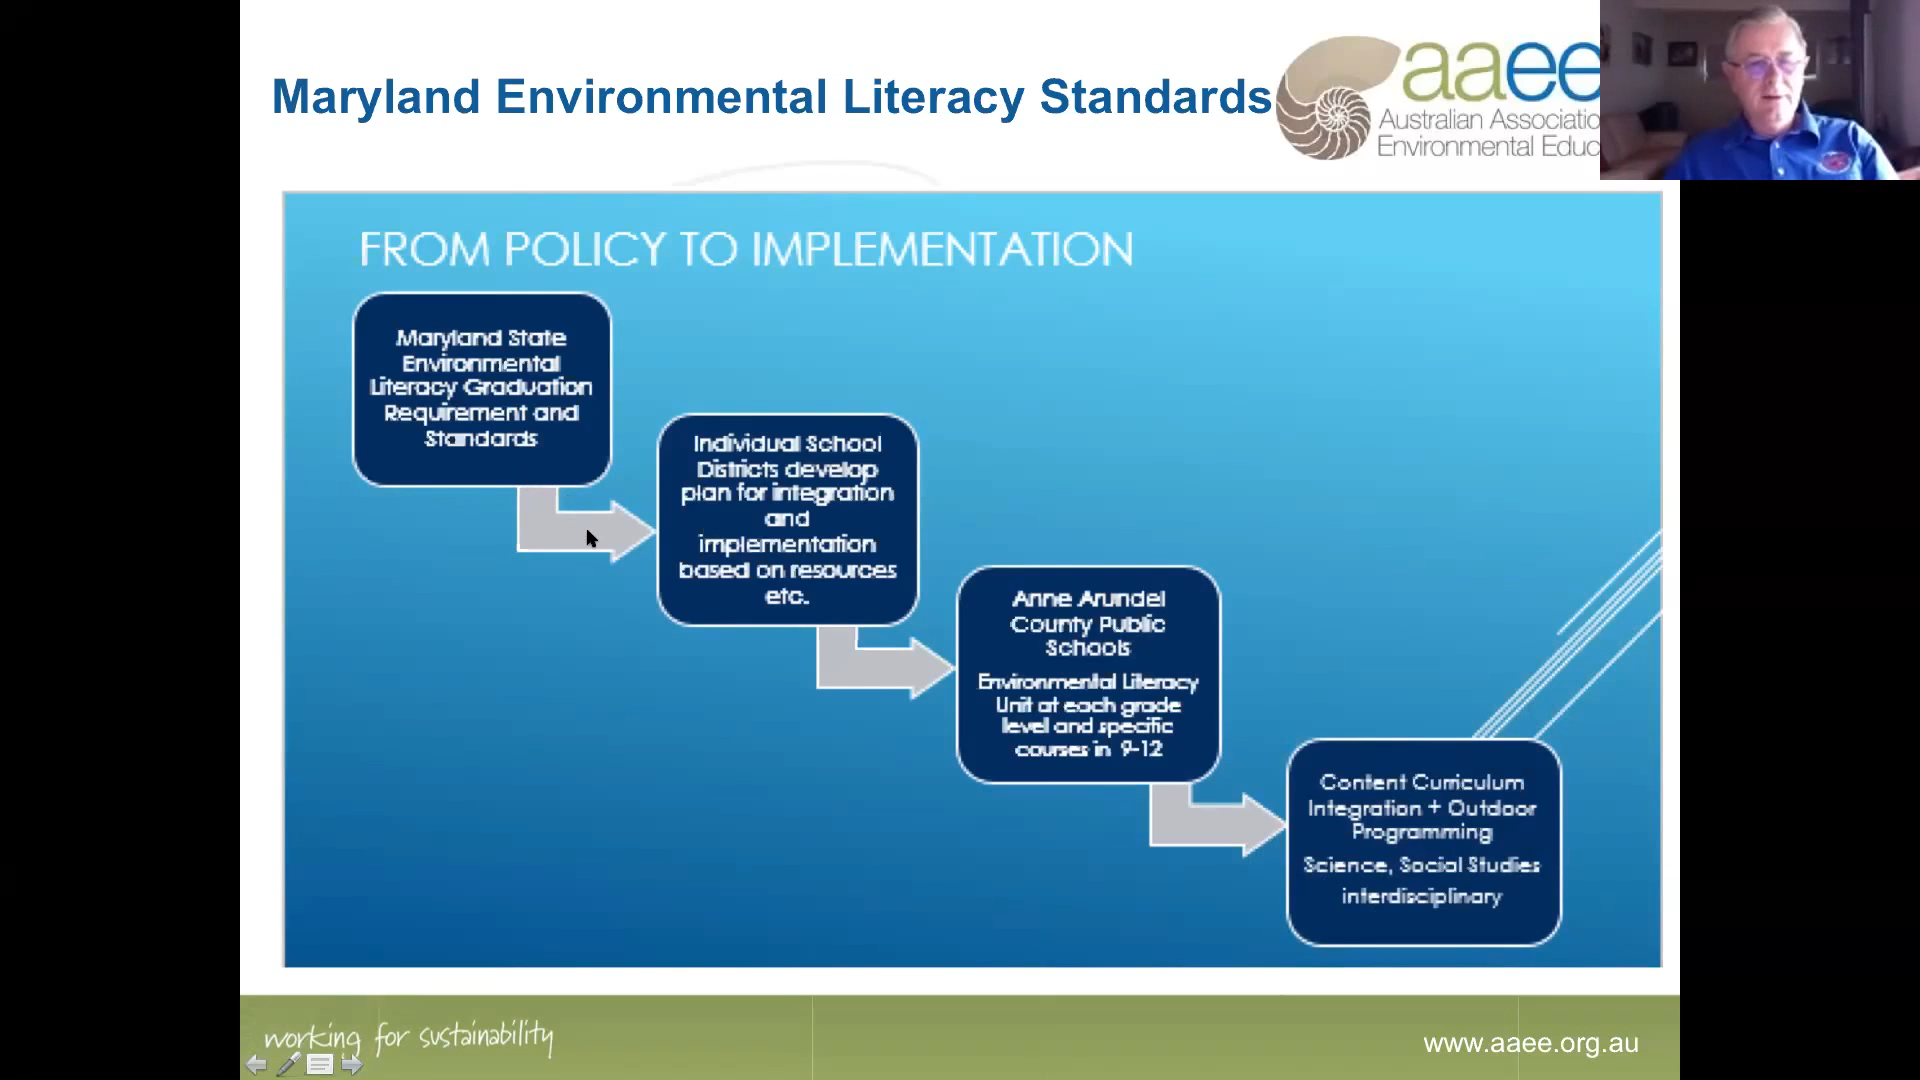 Maryland Environmental Literacy Standards
aaee
Australian Associatio
Environmental Educ
FROM POLICY TO IMPLEMENTATION
Maryland State
Environmental
Literacy Graduation
Requirement and
Standards
Individual School
Districts develop
plan for integration
and
implementation
based on resources
etc.
Anne Arundel
County Public
Schools
Environmental Literacy
Unit at each grade
level and specific
courses in 9-12
Content Curriculum
Integration + Outdoor
Programming
Science, Social Studies
interdisciplinary
working for sustainability
www.aaee.org.au